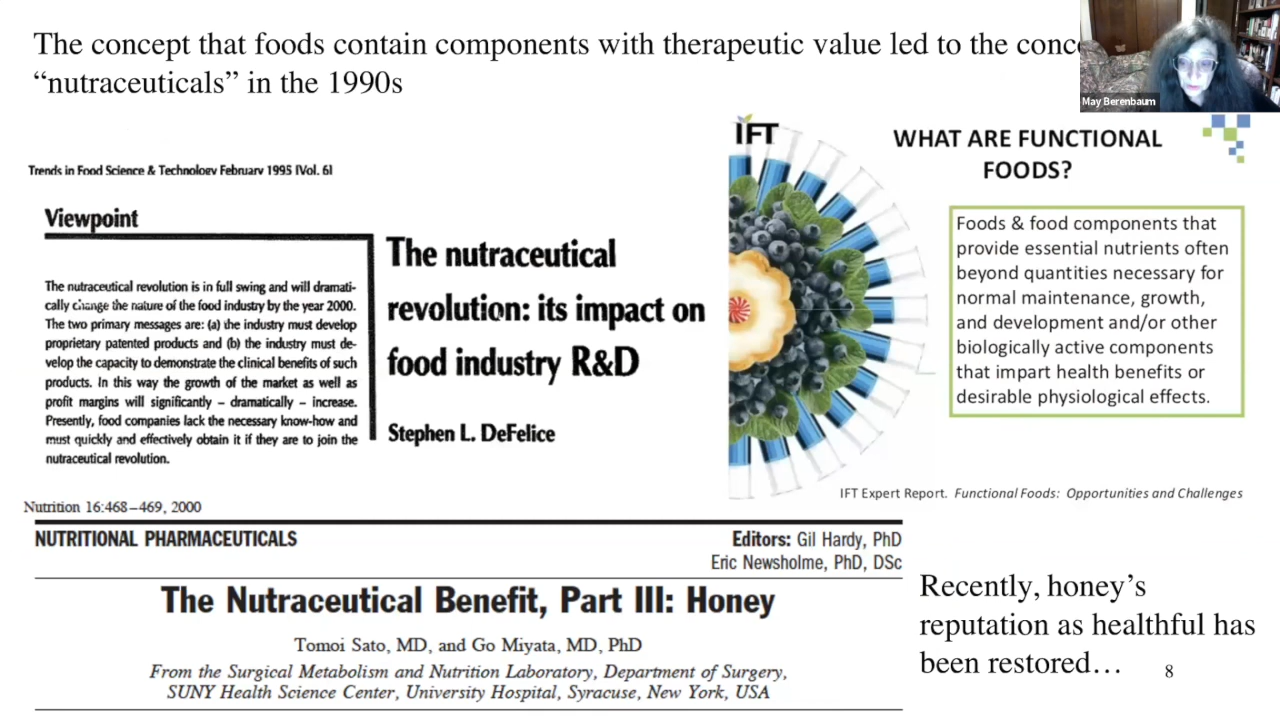 The concept that foods contain components with therapeutic value led to the
“nutraceuticals” in the 1990s
May Berenbaum
Trends in Food Science & Technology February 1995 [Vol. 6]
Viewpoint
The nutraceutical revolution is in full swing and will dramati-
cally change the nature of the food industry by the year 2000.
The two primary messages are: (a) the industry must develop
proprietary patented products and (b) the industry must de-
velop the capacity to demonstrate the clinical benefits of such
products. In this way the growth of the market as well as
profit margins will significantly – dramatically – increase.
Presently, food companies lack the necessary know-how and
must quickly and effectively obtain it if they are to join the
nutraceutical revolution.
The nutraceutical
revolution: its impact on
food industry R&D
Stephen L. DeFelice
IFT
WHAT ARE FUNCTIONAL
FOODS?
Foods & food components that
provide essential nutrients often
beyond quantities necessary for
normal maintenance, growth,
and development and/or other
biologically active components
that impart health benefits or
desirable physiological effects.
IFT Expert Report. Functional Foods: Opportunities and Challenges
Nutrition 16:468–469, 2000
NUTRITIONAL PHARMACEUTICALS
Editors: Gil Hardy, PhD
Eric Newsholme, PhD, DSc
The Nutraceutical Benefit, Part III: Honey
Tomoi Sato, MD, and Go Miyata, MD, PhD
From the Surgical Metabolism and Nutrition Laboratory, Department of Surgery,
SUNY Health Science Center, University Hospital, Syracuse, New York, USA
Recently, honey’s
reputation as healthful has
been restored…
8